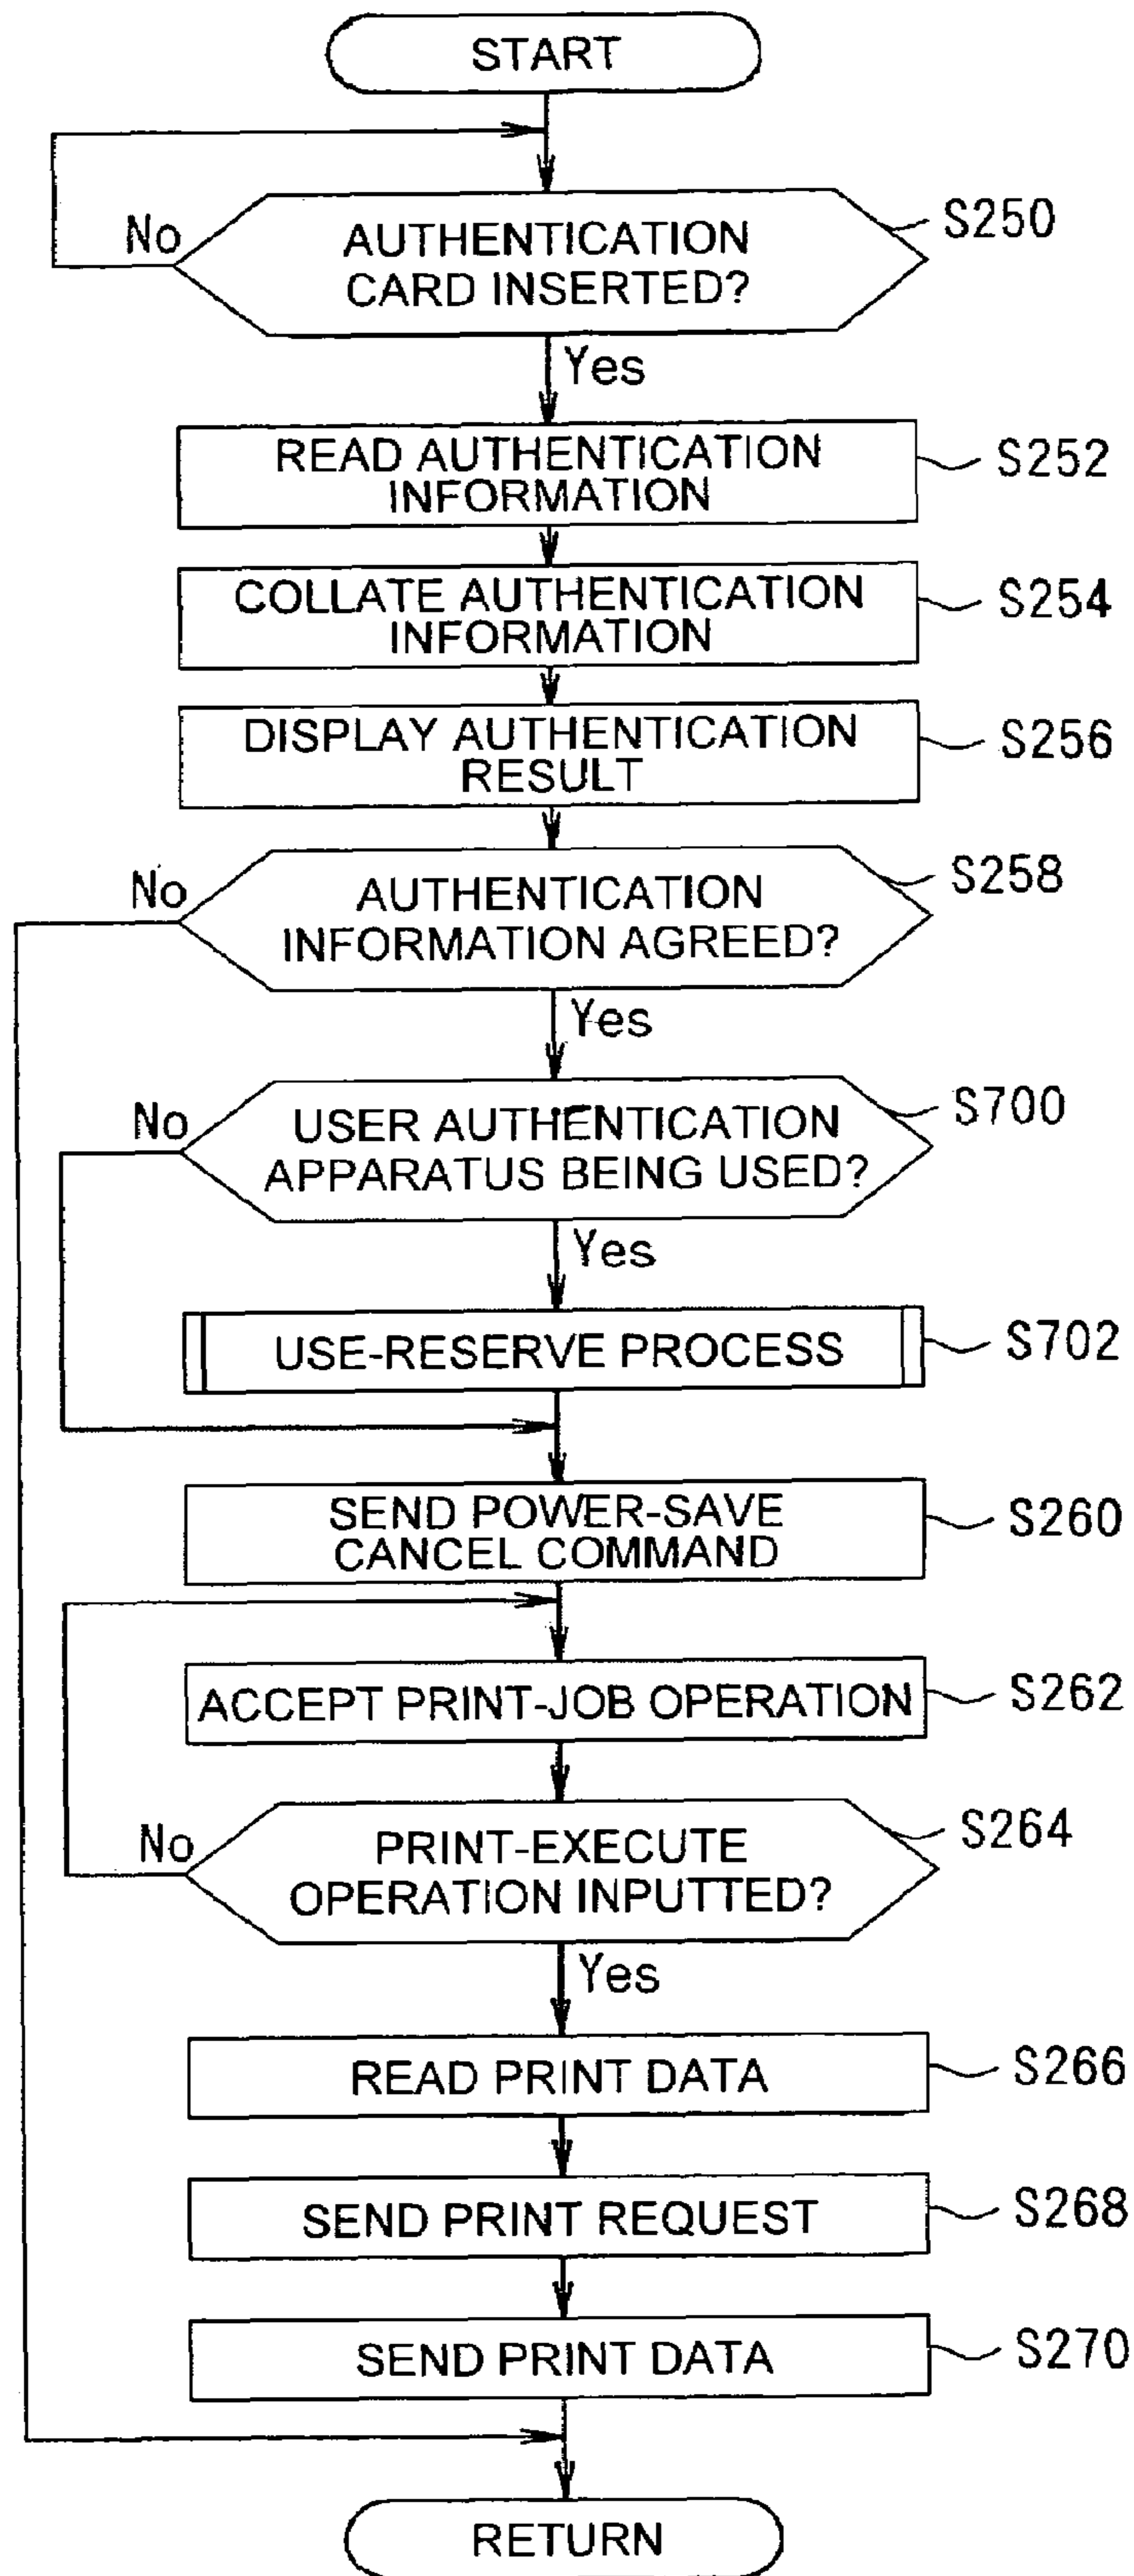 START
No
AUTHENTICATION
CARD INSERTED?
S250
Yes
READ AUTHENTICATION
INFORMATION
S252
COLLATE AUTHENTICATION
INFORMATION
S254
DISPLAY AUTHENTICATION
RESULT
S256
No
AUTHENTICATION
INFORMATION AGREED?
S258
Yes
No
USER AUTHENTICATION
APPARATUS BEING USED?
S700
Yes
USE-RESERVE PROCESS
S702
SEND POWER-SAVE
CANCEL COMMAND
S260
ACCEPT PRINT-JOB OPERATION
S262
No
PRINT-EXECUTE
OPERATION INPUTTED?
S264
Yes
READ PRINT DATA
S266
SEND PRINT REQUEST
S268
SEND PRINT DATA
S270
RETURN